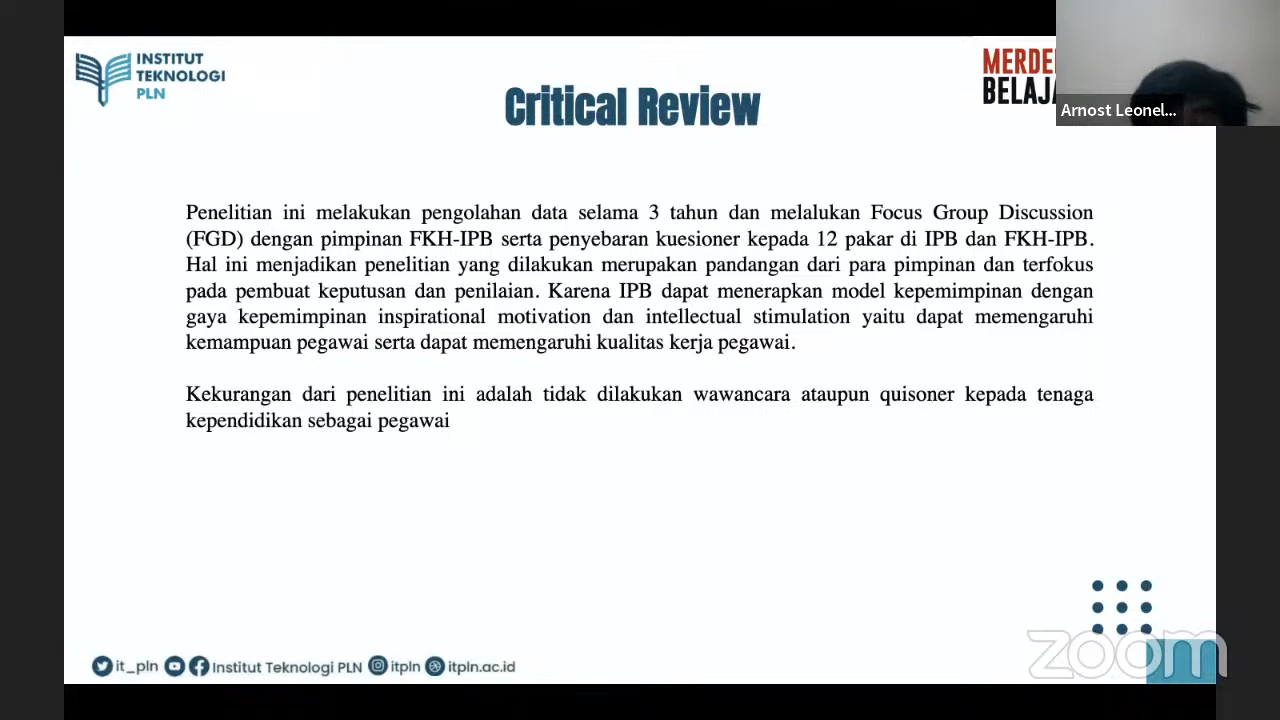 INSTITUT
TEKNOLOGI
PLN
Critical Review
MERDE
BELAJA
Arnost Leonel...
Penelitian ini melakukan pengolahan data selama 3 tahun dan melalukan Focus Group Discussion
(FGD) dengan pimpinan FKH-IPB serta penyebaran kuesioner kepada 12 pakar di IPB dan FKH-IPB.
Hal ini menjadikan penelitian yang dilakukan merupakan pandangan dari para pimpinan dan terfokus
pada pembuat keputusan dan penilaian. Karena IPB dapat menerapkan model kepemimpinan dengan
gaya kepemimpinan inspirational motivation dan intellectual stimulation yaitu dapat memengaruhi
kemampuan pegawai serta dapat memengaruhi kualitas kerja pegawai.
Kekurangan dari penelitian ini adalah tidak dilakukan wawancara ataupun quisoner kepada tenaga
kependidikan sebagai pegawai
it_pln Institut Teknologi PLN itpln itpln.ac.id
zoom